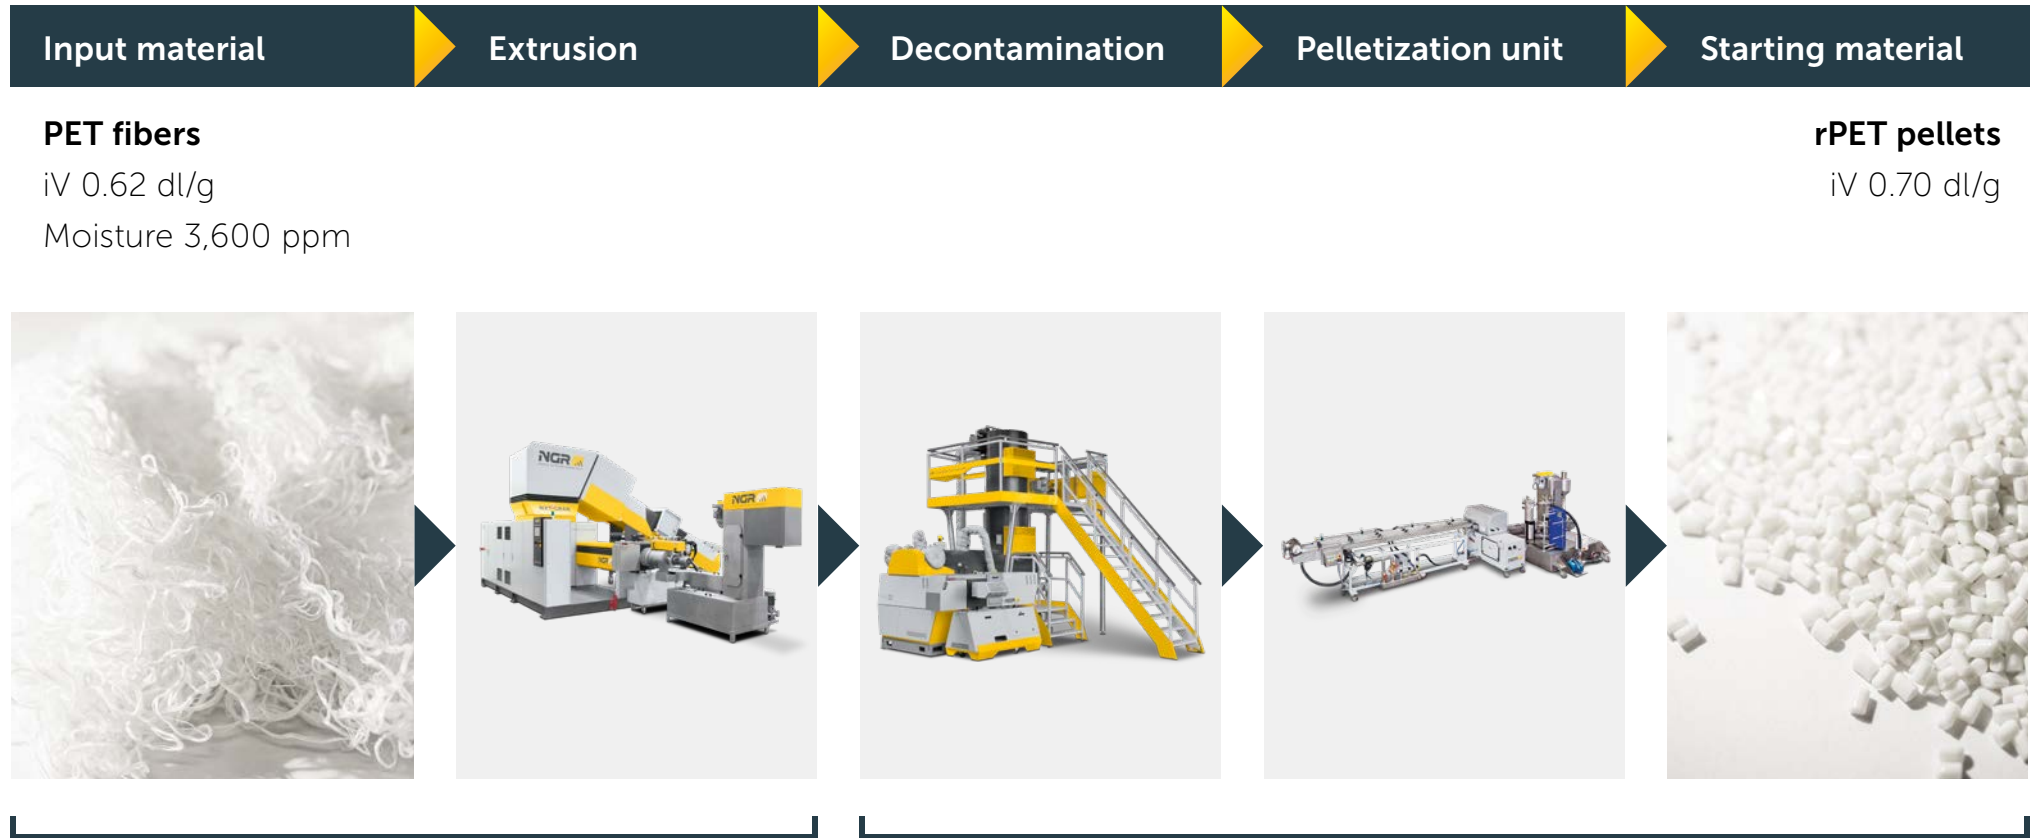 Input material
Extrusion
Decontamination
Pelletization unit
Starting material
PET fibers
iV 0.62 dl/g
Moisture 3,600 ppm
rPET pellets
iV 0.70 dl/g
NGR
NGR
NGR